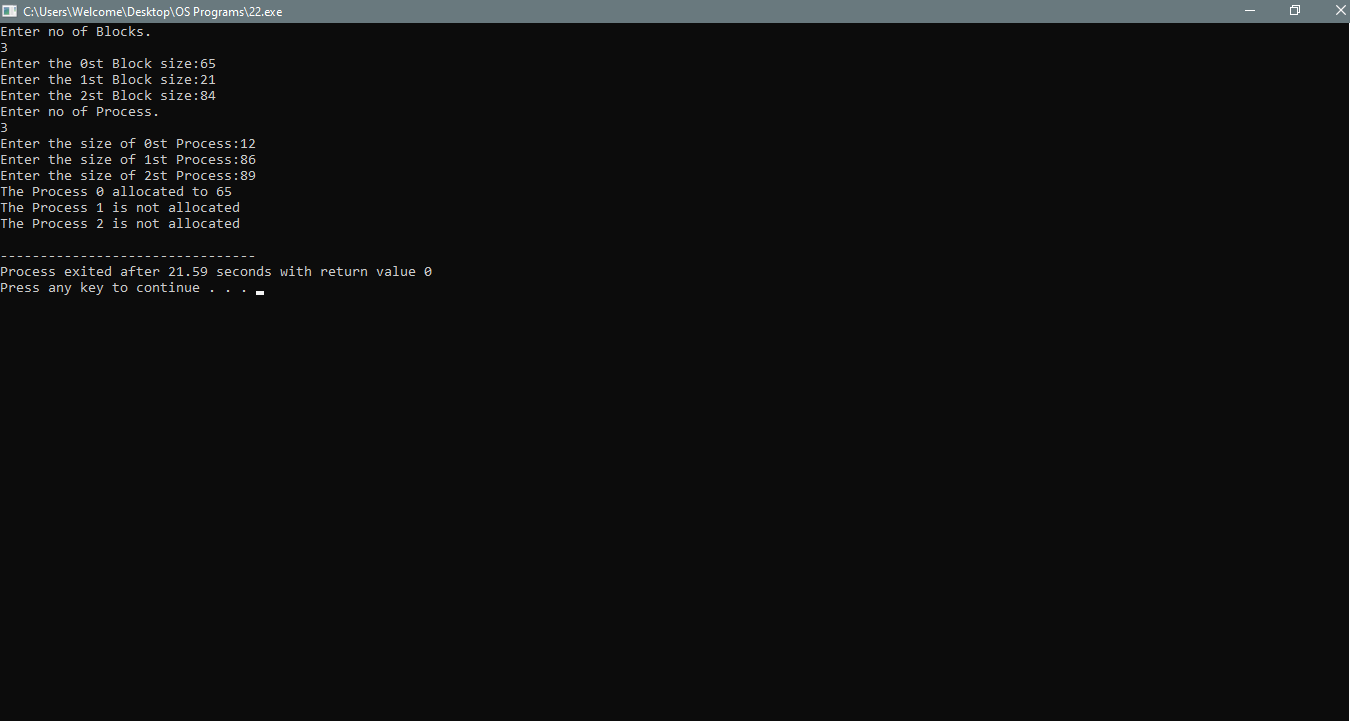 C:\Users\Welcome\Desktop\OS Programs\22.exe
Enter no of Blocks.
3
Enter the 0st Block size:65
Enter the 1st Block size:21
Enter the 2st Block size:84
Enter no of Process.
3
Enter the size of 0st Process:12
Enter the size of 1st Process:86
Enter the size of 2st Process:89
The Process 0 allocated to 65
The Process 1 is not allocated
The Process 2 is not allocated
--------------------------------
Process exited after 21.59 seconds with return value 0
Press any key to continue . . .